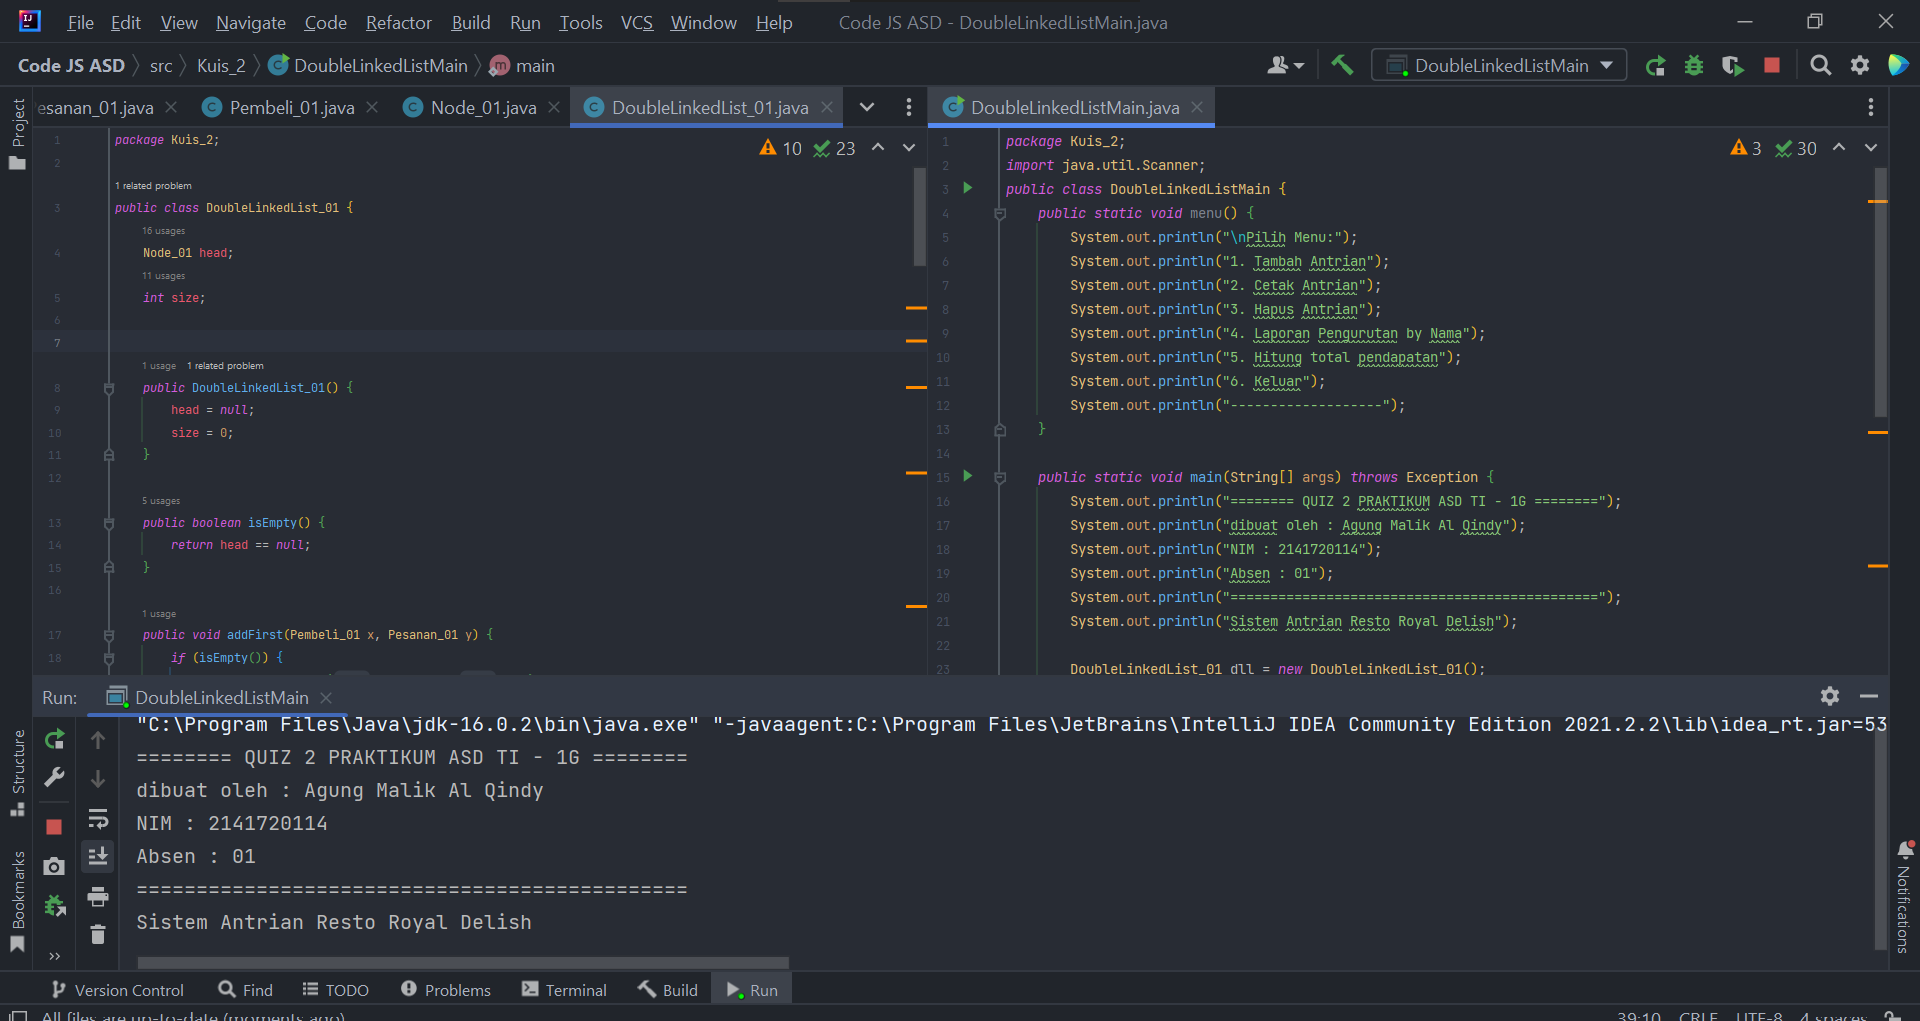 File Edit View Navigate Code Refactor Build Run Tools VCS Window Help Code JS ASD - DoubleLinkedListMain.java
Code JS ASD src Kuis_2 DoubleLinkedListMain main DoubleLinkedListMain
Project
esanan_01.java Pembeli_01.java Node_01.java DoubleLinkedList_01.java
1 package Kuis_2;
2
1 related problem
3 public class DoubleLinkedList_01 {
16 usages
4 Node_01 head;
11 usages
5 int size;
6
7
1 usage 1 related problem
8 public DoubleLinkedList_01() {
9 head = null;
10 size = 0;
11 }
12
5 usages
13 public boolean isEmpty() {
14 return head == null;
15 }
16
1 usage
17 public void addFirst(Pembeli_01 x, Pesanan_01 y) {
18 if (isEmpty()) {
10 23
DoubleLinkedListMain.java
1 package Kuis_2;
2 import java.util.Scanner;
3 public class DoubleLinkedListMain {
4 public static void menu() {
5 System.out.println("\nPilih Menu:");
6 System.out.println("1. Tambah Antrian");
7 System.out.println("2. Cetak Antrian");
8 System.out.println("3. Hapus Antrian");
9 System.out.println("4. Laporan Pengurutan by Nama");
10 System.out.println("5. Hitung total pendapatan");
11 System.out.println("6. Keluar");
12 System.out.println("-------------------");
13 }
14
15 public static void main(String[] args) throws Exception {
16 System.out.println("======== QUIZ 2 PRAKTIKUM ASD TI - 1G ========");
17 System.out.println("dibuat oleh : Agung Malik Al Qindy");
18 System.out.println("NIM : 2141720114");
19 System.out.println("Absen : 01");
20 System.out.println("==============================================");
21 System.out.println("Sistem Antrian Resto Royal Delish");
22
23 DoubleLinkedList_01 dll = new DoubleLinkedList_01();
3 30
Run: DoubleLinkedListMain
"C:\Program Files\Java\jdk-16.0.2\bin\java.exe" "-javaagent:C:\Program Files\JetBrains\IntelliJ IDEA Community Edition 2021.2.2\lib\idea_rt.jar=53
======== QUIZ 2 PRAKTIKUM ASD TI - 1G ========
dibuat oleh : Agung Malik Al Qindy
NIM : 2141720114
Absen : 01
==============================================
Sistem Antrian Resto Royal Delish
Structure
Bookmarks
Notifications
Version Control Find TODO Problems Terminal Build Run
All files are up-to-date (moments ago) 39:10 CRLF UTF-8 4 spaces